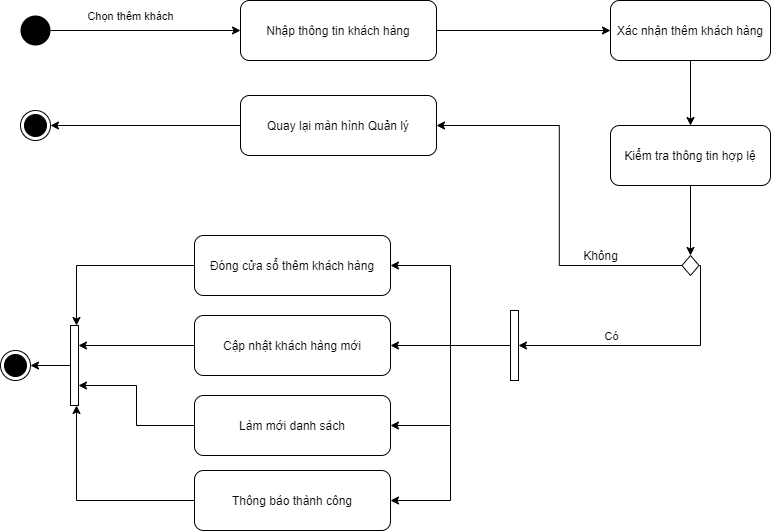 Chọn thêm khách
Nhập thông tin khách hàng
Xác nhận thêm khách hàng
Quay lại màn hình Quản lý
Kiểm tra thông tin hợp lệ
Không
Đóng cửa sổ thêm khách hàng
Có
Cập nhật khách hàng mới
Làm mới danh sách
Thông báo thành công